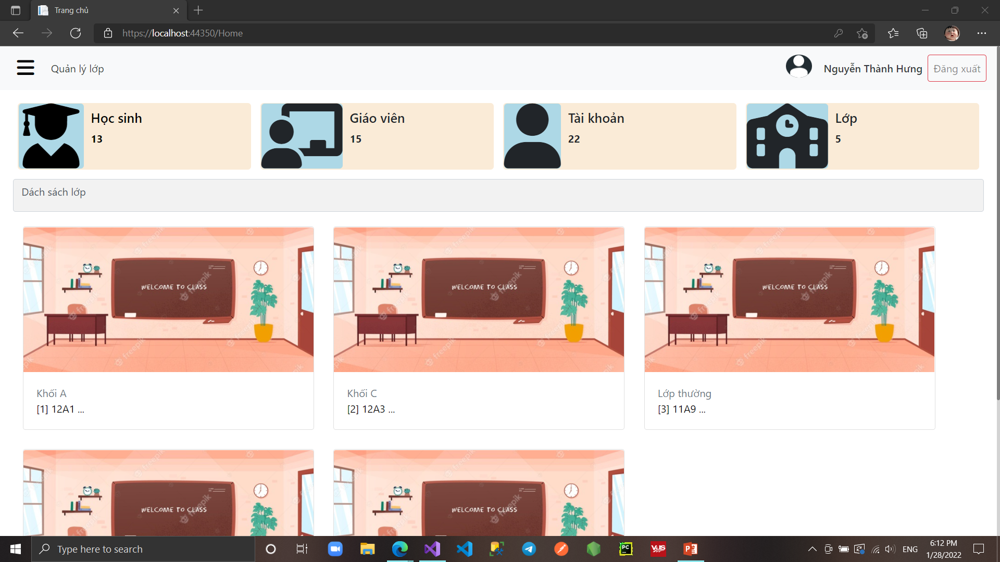 Trang chủ
https://localhost:44350/Home
Quản lý lớp
Nguyễn Thành Hưng
Đăng xuất
Học sinh
13
Giáo viên
15
Tài khoản
22
Lớp
5
Dách sách lớp
freepik
WELCOME TO CLASS
WELCOME TO CLASS
WELCOME TO CLASS
Khối A
[1] 12A1 ...
Khối C
[2] 12A3 ...
Lớp thường
[3] 11A9 ...
WELCOME TO CLASS
WELCOME TO CLASS
Type here to search
PC
VUS
P
ENG
6:12 PM
1/28/2022